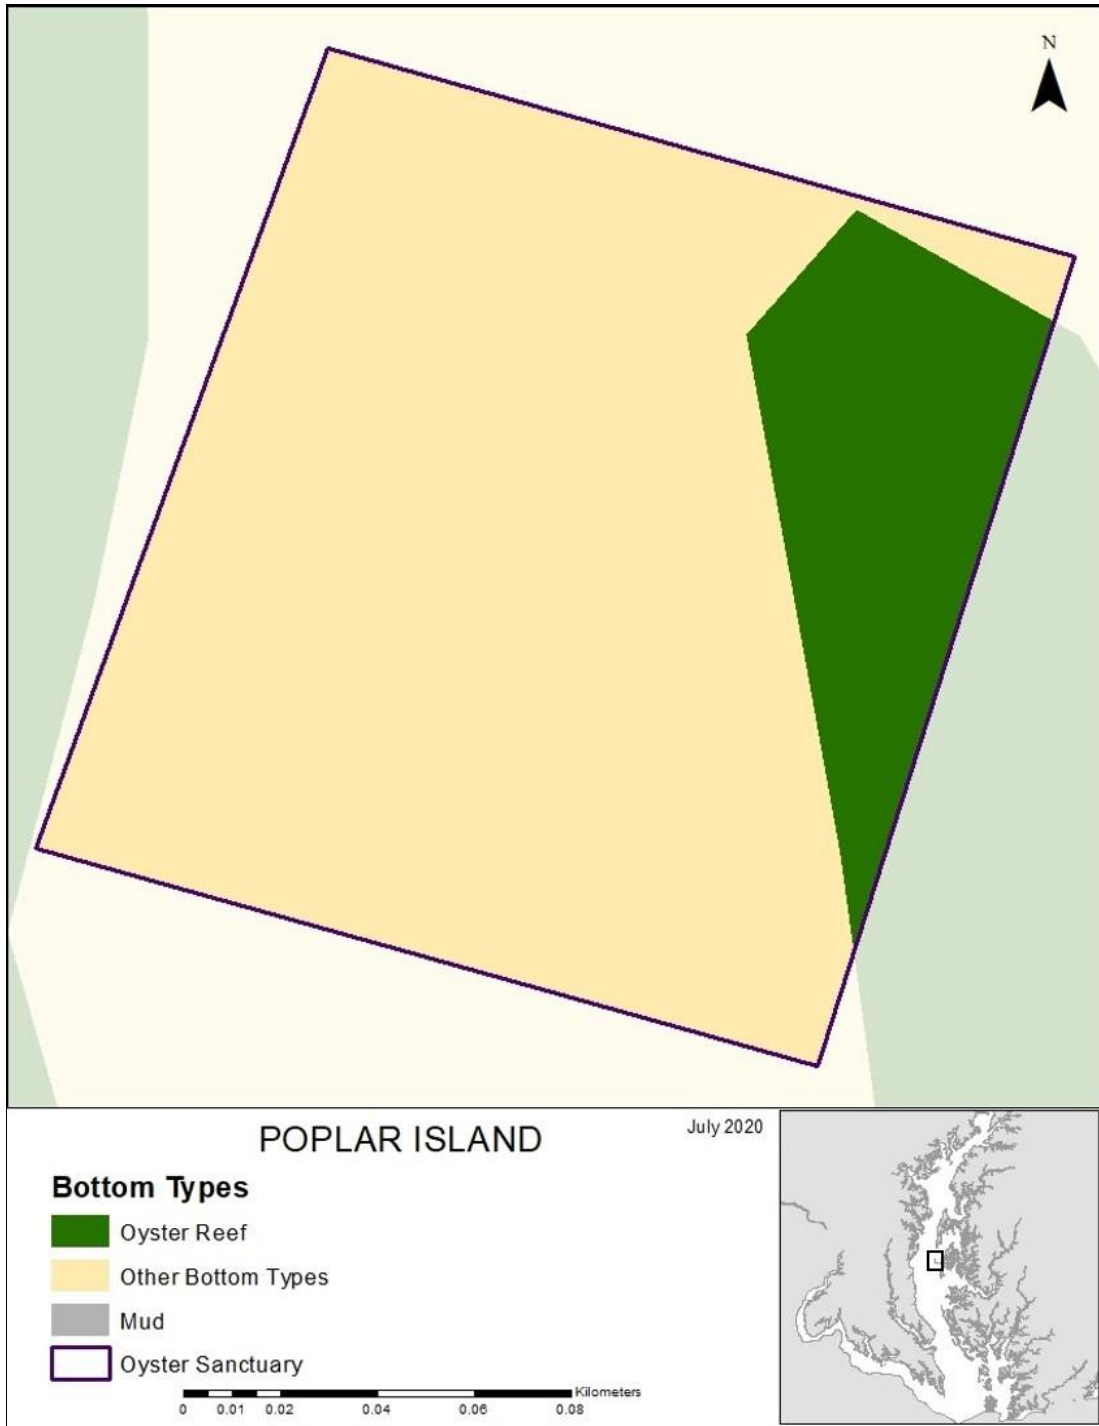 N
POPLAR ISLAND
July 2020
Bottom Types
Oyster Reef
Other Bottom Types
Mud
Oyster Sanctuary
Kilometers
0 0.01 0.02 0.04 0.06 0.08